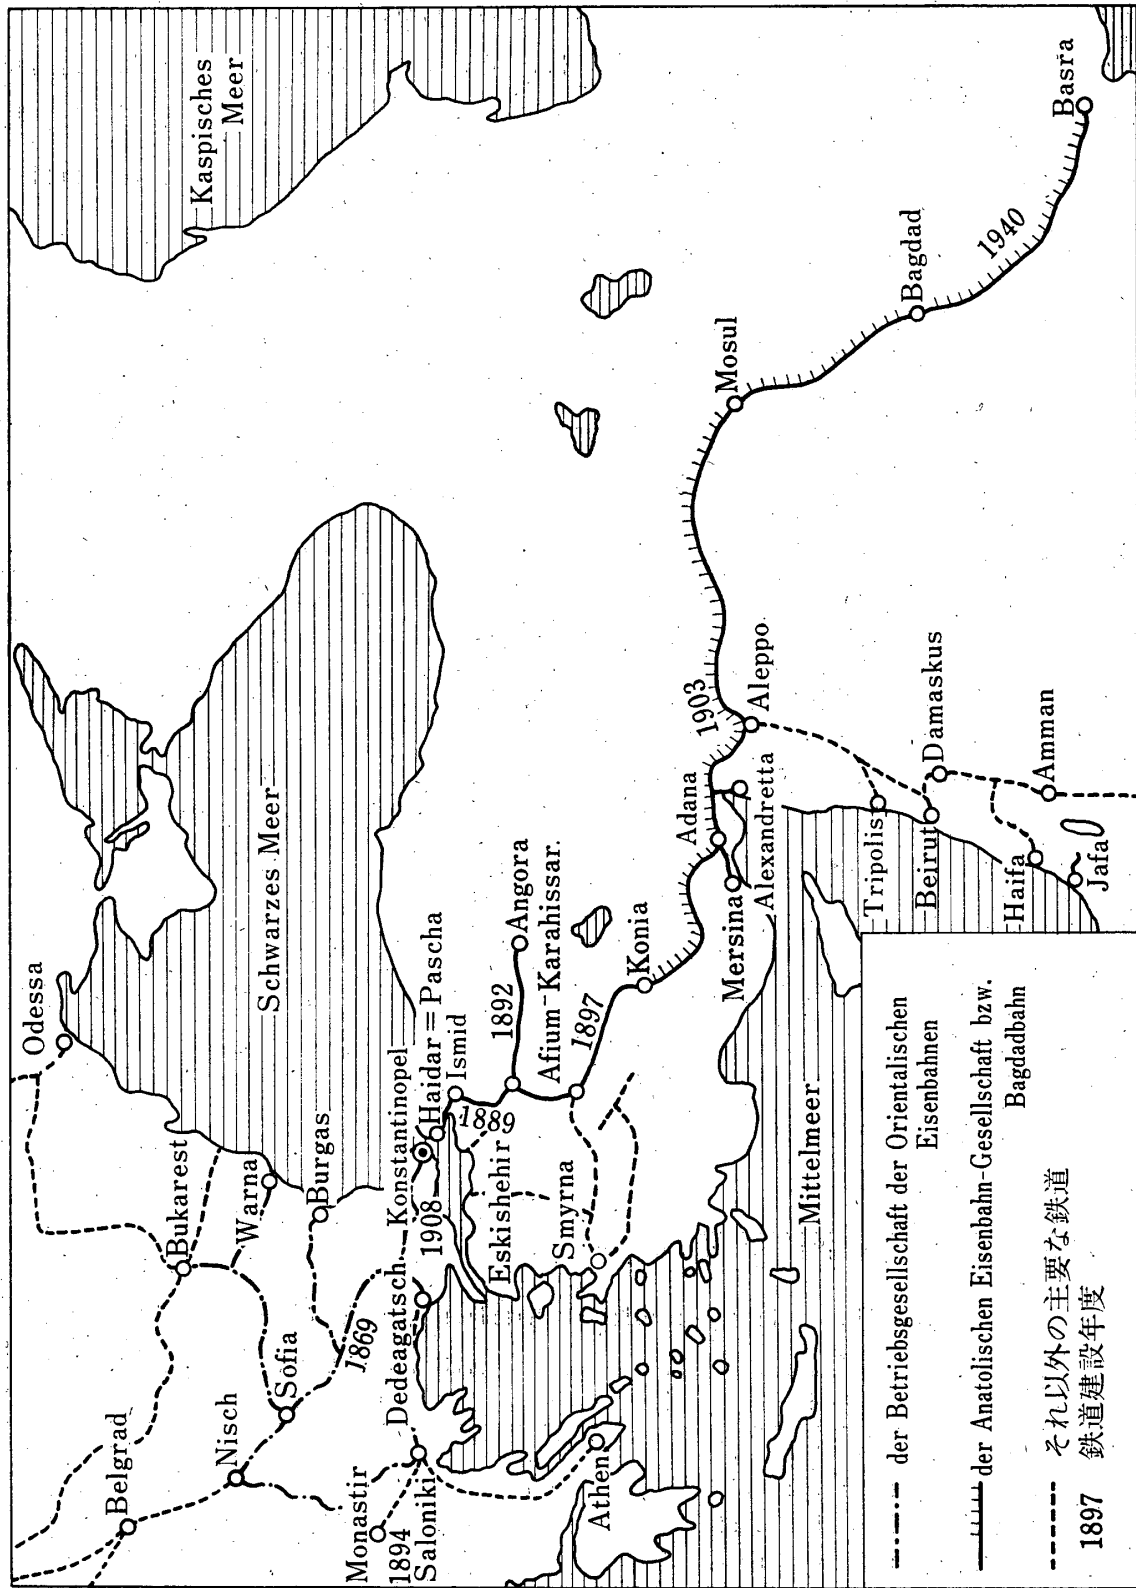 Kaspisches
Meer
Schwarzes Meer
Mittelmeer
Odessa
Bukarest
Warna
Burgas
Belgrad
Nisch
Sofia
1869
Monastir
1894
Saloniki
Dedeagatsch
Konstantinopel
1908
Haidar=Pascha
Ismid
1889
Eskishehir
1892
Angora
Afium-Karahissar.
1897
Konia
Smyrna
Athen
Adana
Mersina
Alexandretta
1903
Aleppo
Mosul
Bagdad
1940
Basra
Tripolis
Beirut
Damaskus
Haifa
Amman
Jafa
der Betriebsgesellschaft der Orientalischen
Eisenbahnen
der Anatolischen Eisenbahn-Gesellschaft bzw.
Bagdadbahn
それ以外の主要な鉄道
1897 鉄道建設年度